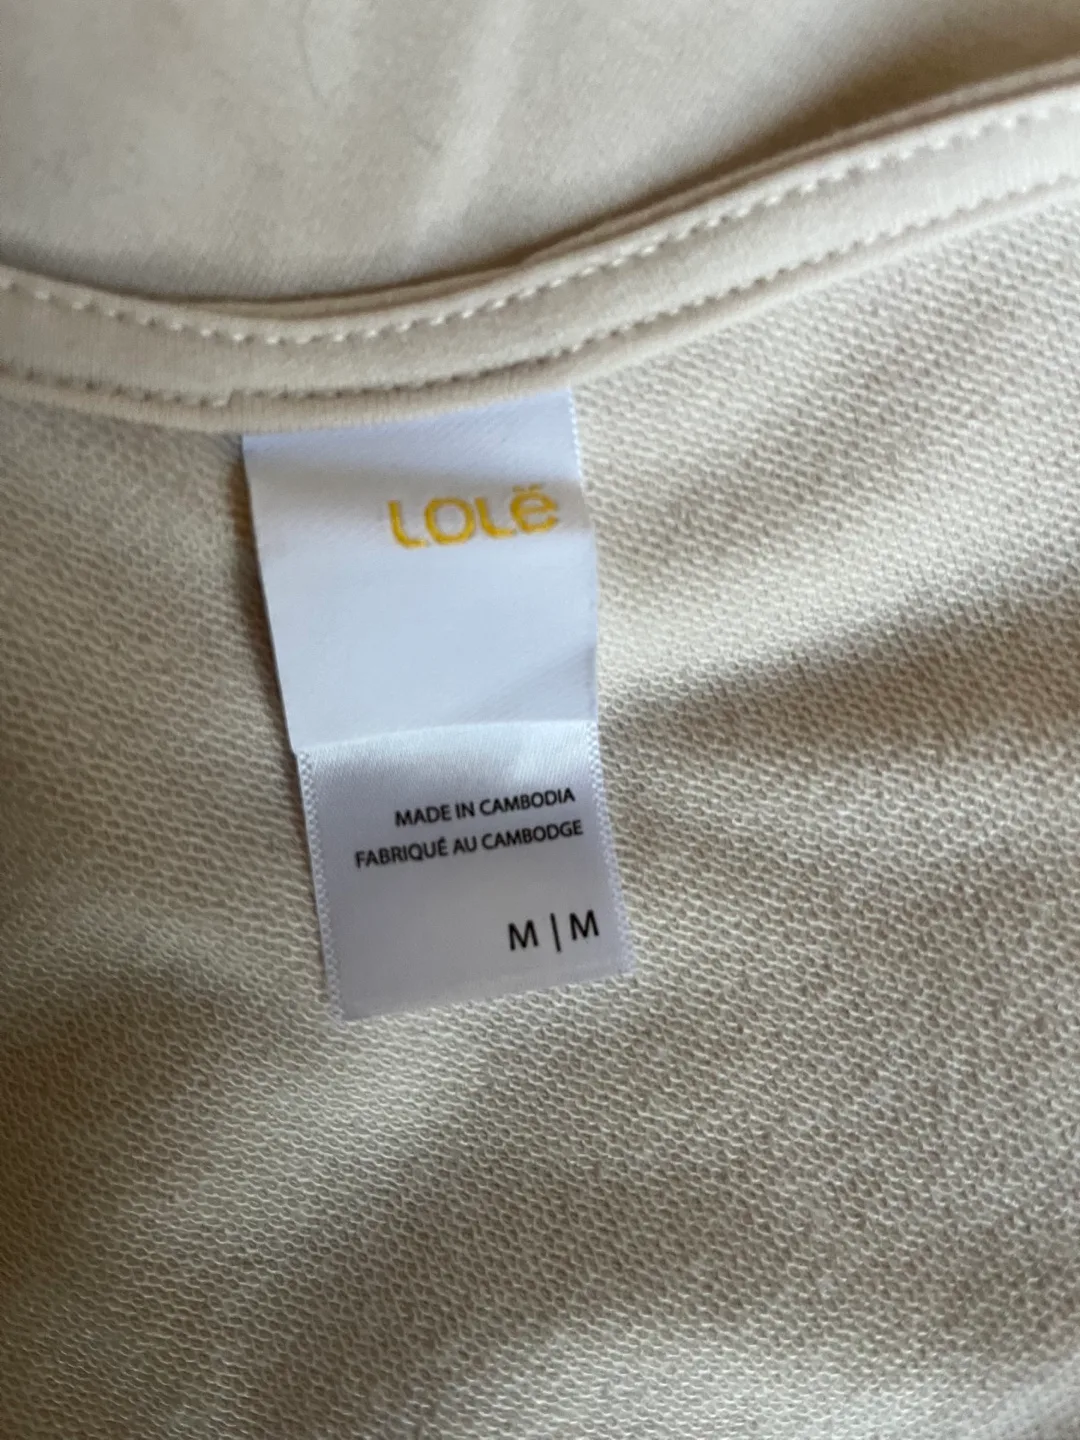 Lolë
MADE IN CAMBODIA
FABRIQUÉ AU CAMBODGE
M | M